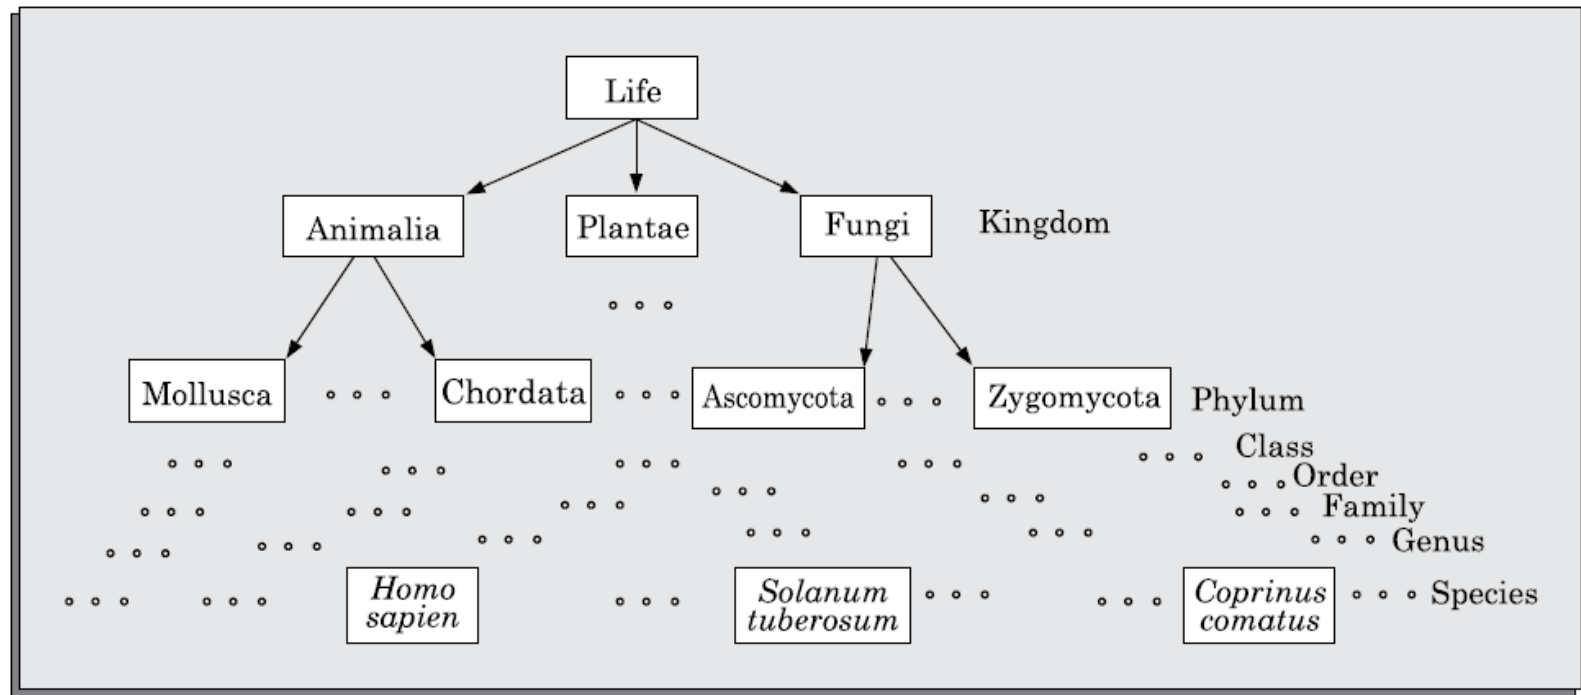 Life
Animalia
Plantae
Fungi
Kingdom
Mollusca
Chordata
Ascomycota
Zygomycota
Phylum
Class
Order
Family
Genus
Homo
sapien
Solanum
tuberosum
Coprinus
comatus
Species